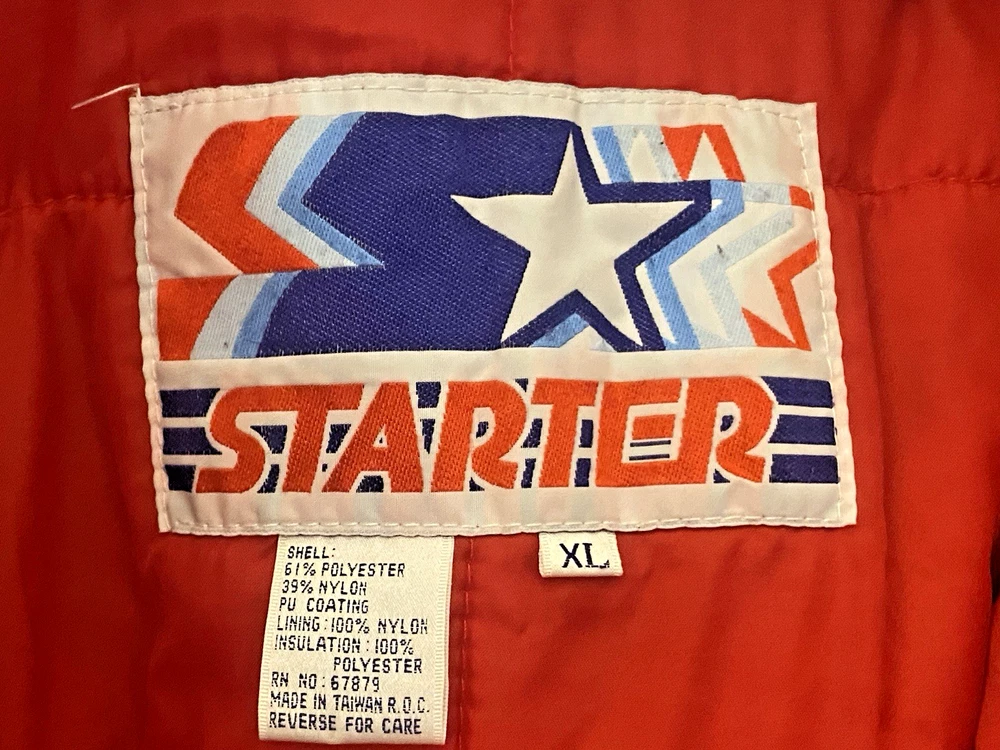 STARTER
XL
SHELL:
61% POLYESTER
39% NYLON
PU COATING
LINING:100% NYLON
INSULATION:100%
POLYESTER
RN NO:67879
MADE IN TAIWAN R.O.C.
REVERSE FOR CARE